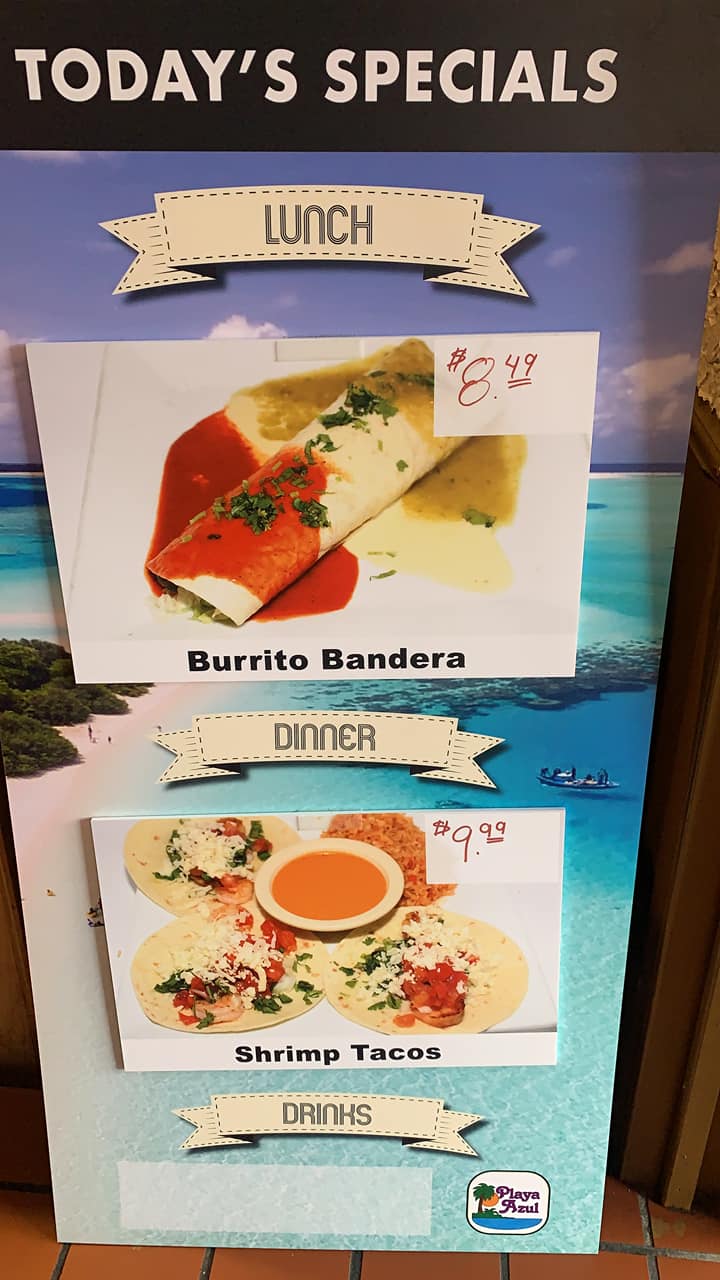 TODAY'S SPECIALS
LUNCH
$8.49
Burrito Bandera
DINNER
$9.99
Shrimp Tacos
DRINKS
Playa
Azul